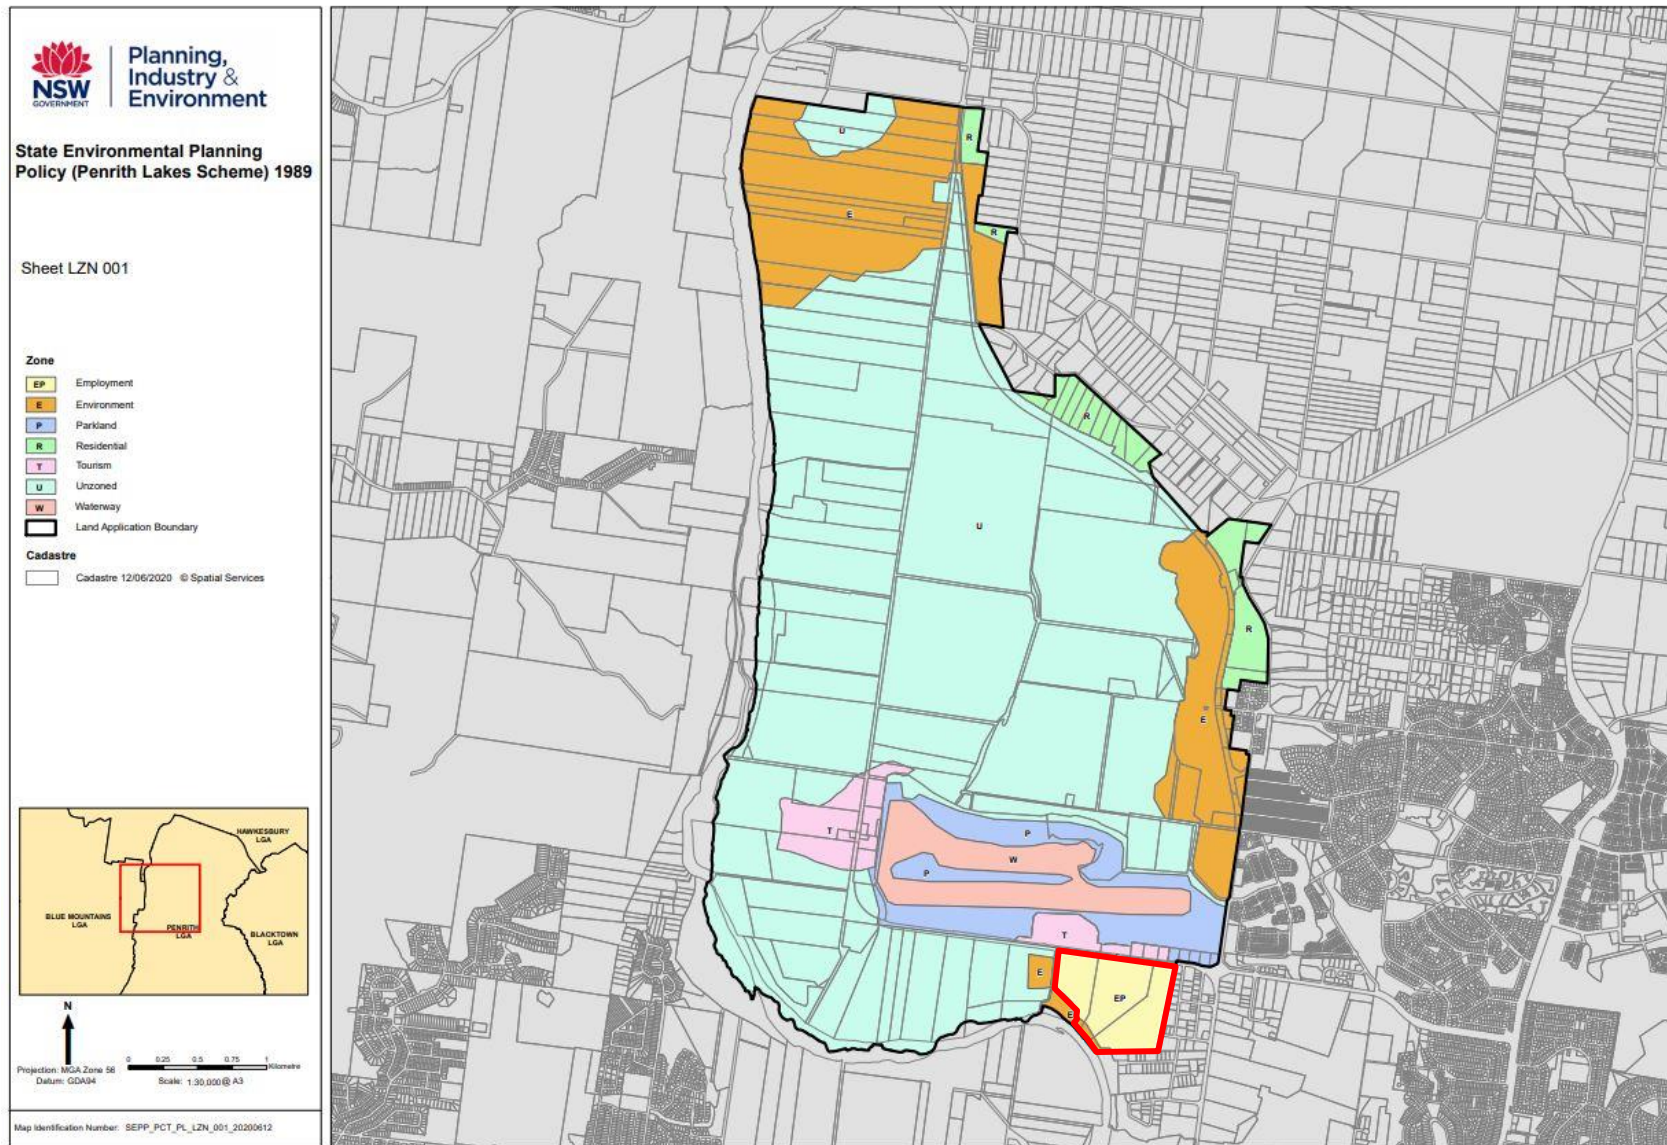 NSW
GOVERNMENT
Planning,
Industry &
Environment
State Environmental Planning
Policy (Penrith Lakes Scheme) 1989
Sheet LZN 001
Zone
EP Employment
E Environment
P Parkland
R Residential
T Tourism
U Unzoned
W Waterway
Land Application Boundary
Cadastre
Cadastre 12/06/2020 © Spatial Services
HAWKESBURY
LGA
BLUE MOUNTAINS
LGA
PENRITH
LGA
BLACKTOWN
LGA
N
Projection: MGA Zone 56
Datum: GDA94
0 0.25 0.5 0.75 1
Kilometre
Scale: 1:30,000 @ A3
Map Identification Number: SEPP_PCT_PL_LZN_001_20200612
U
R
E
R
R
U
R
E
T
P
W
P
T
E
EP
E